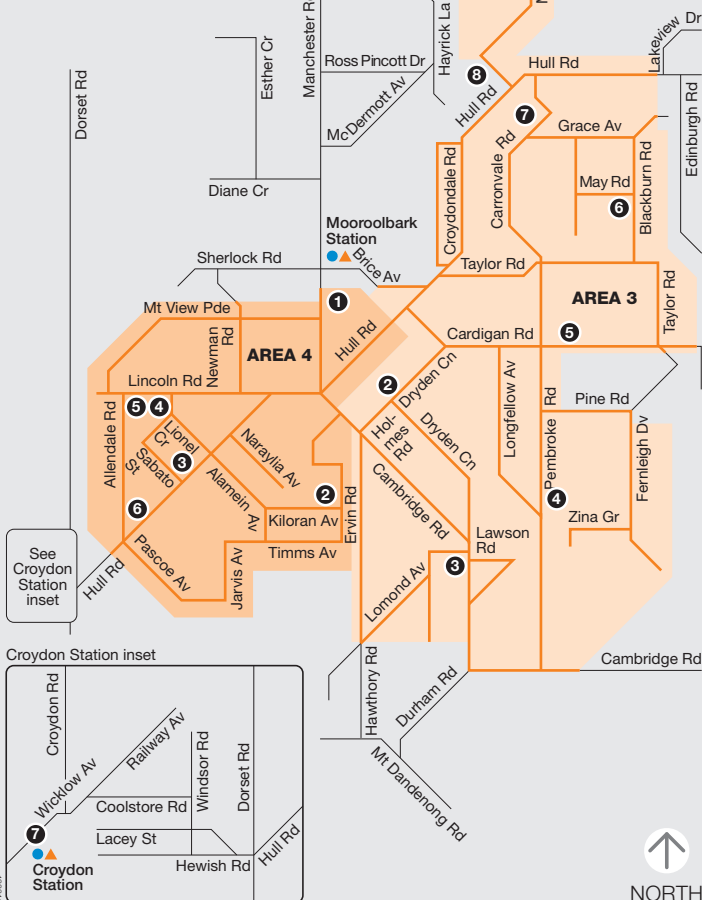 Dorset Rd
Esther Cr
Manchester R
Ross Pincott Dr
Hayrick La
McDermott Av
Diane Cr
8
Hull Rd
Hull Rd
Lakeview Dr
7
Grace Av
Edinburgh Rd
May Rd
6
Blackburn Rd
Croydondale Rd
Carronvale Rd
Mooroolbark
Station
Brice Av
Sherlock Rd
Taylor Rd
AREA 3
Taylor Rd
1
Mt View Pde
Newman
Rd
AREA 4
Hull Rd
Cardigan Rd
5
Lincoln Rd
2
Dryden Cn
Longfellow Av
Pembroke Rd
Pine Rd
Fernleigh Dv
Allendale Rd
5
4
Lionel
Cr
3
Sabato
St
Naraylia Av
Hol-
mes
Rd
Dryden Cn
Alamein
Av
2
Ervin Rd
Cambridge Rd
4
6
Kiloran Av
Zina Gr
Timms Av
Lawson
Rd
3
See
Croydon
Station
inset
Hull Rd
Pascoe Av
Jarvis Av
Lomond Av
Cambridge Rd
Hawthory Rd
Durham Rd
Mt Dandenong Rd
Croydon Station inset
Croydon Rd
Railway Av
Wicklow Av
Windsor Rd
Dorset Rd
Coolstore Rd
7
Lacey St
Hull Rd
Hewish Rd
Croydon
Station
NORTH